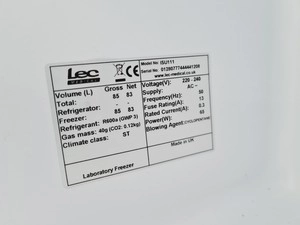 Lec
MEDICAL
CE
Model No: ISU111
Serial No:
www.lec-medical.co.uk
Gross Net
Volume (L) 85 83
Total: -
Refrigerator: 85 83
Freezer: -
Refrigerant: R600a (GWP 3)
Gas mass: 40g (CO2: 0.12kg)
Climate class: ST
Laboratory Freezer
Voltage(V): 220 - 240
Supply: AC ~
Frequency(Hz): 50
Fuse Rating(A): 13
Rated Current(A): 0.3
Power(W): 60
Blowing Agent: CYCLOPENTANE
Made in UK